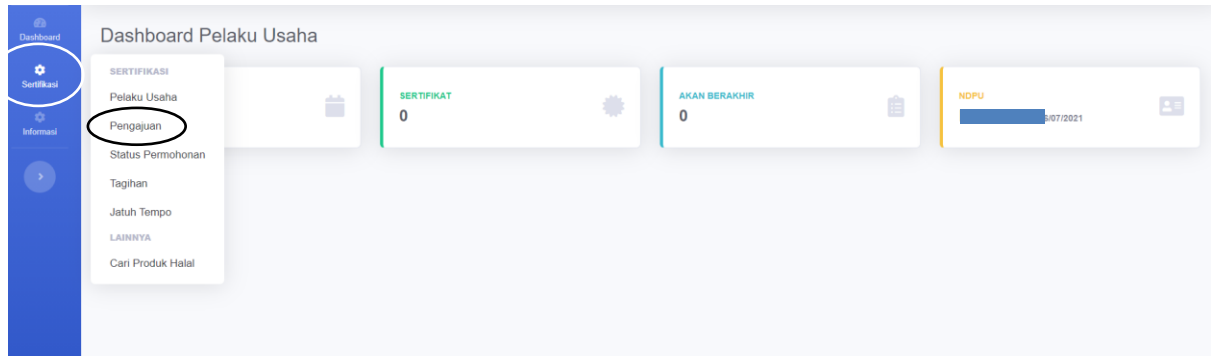 Dashboard
Sertifikasi
Informasi
Dashboard Pelaku Usaha
SERTIFIKASI
Pelaku Usaha
Pengajuan
Status Permohonan
Tagihan
Jatuh Tempo
LAINNYA
Cari Produk Halal
SERTIFIKAT
0
AKAN BERAKHIR
0
NDPU
/07/2021